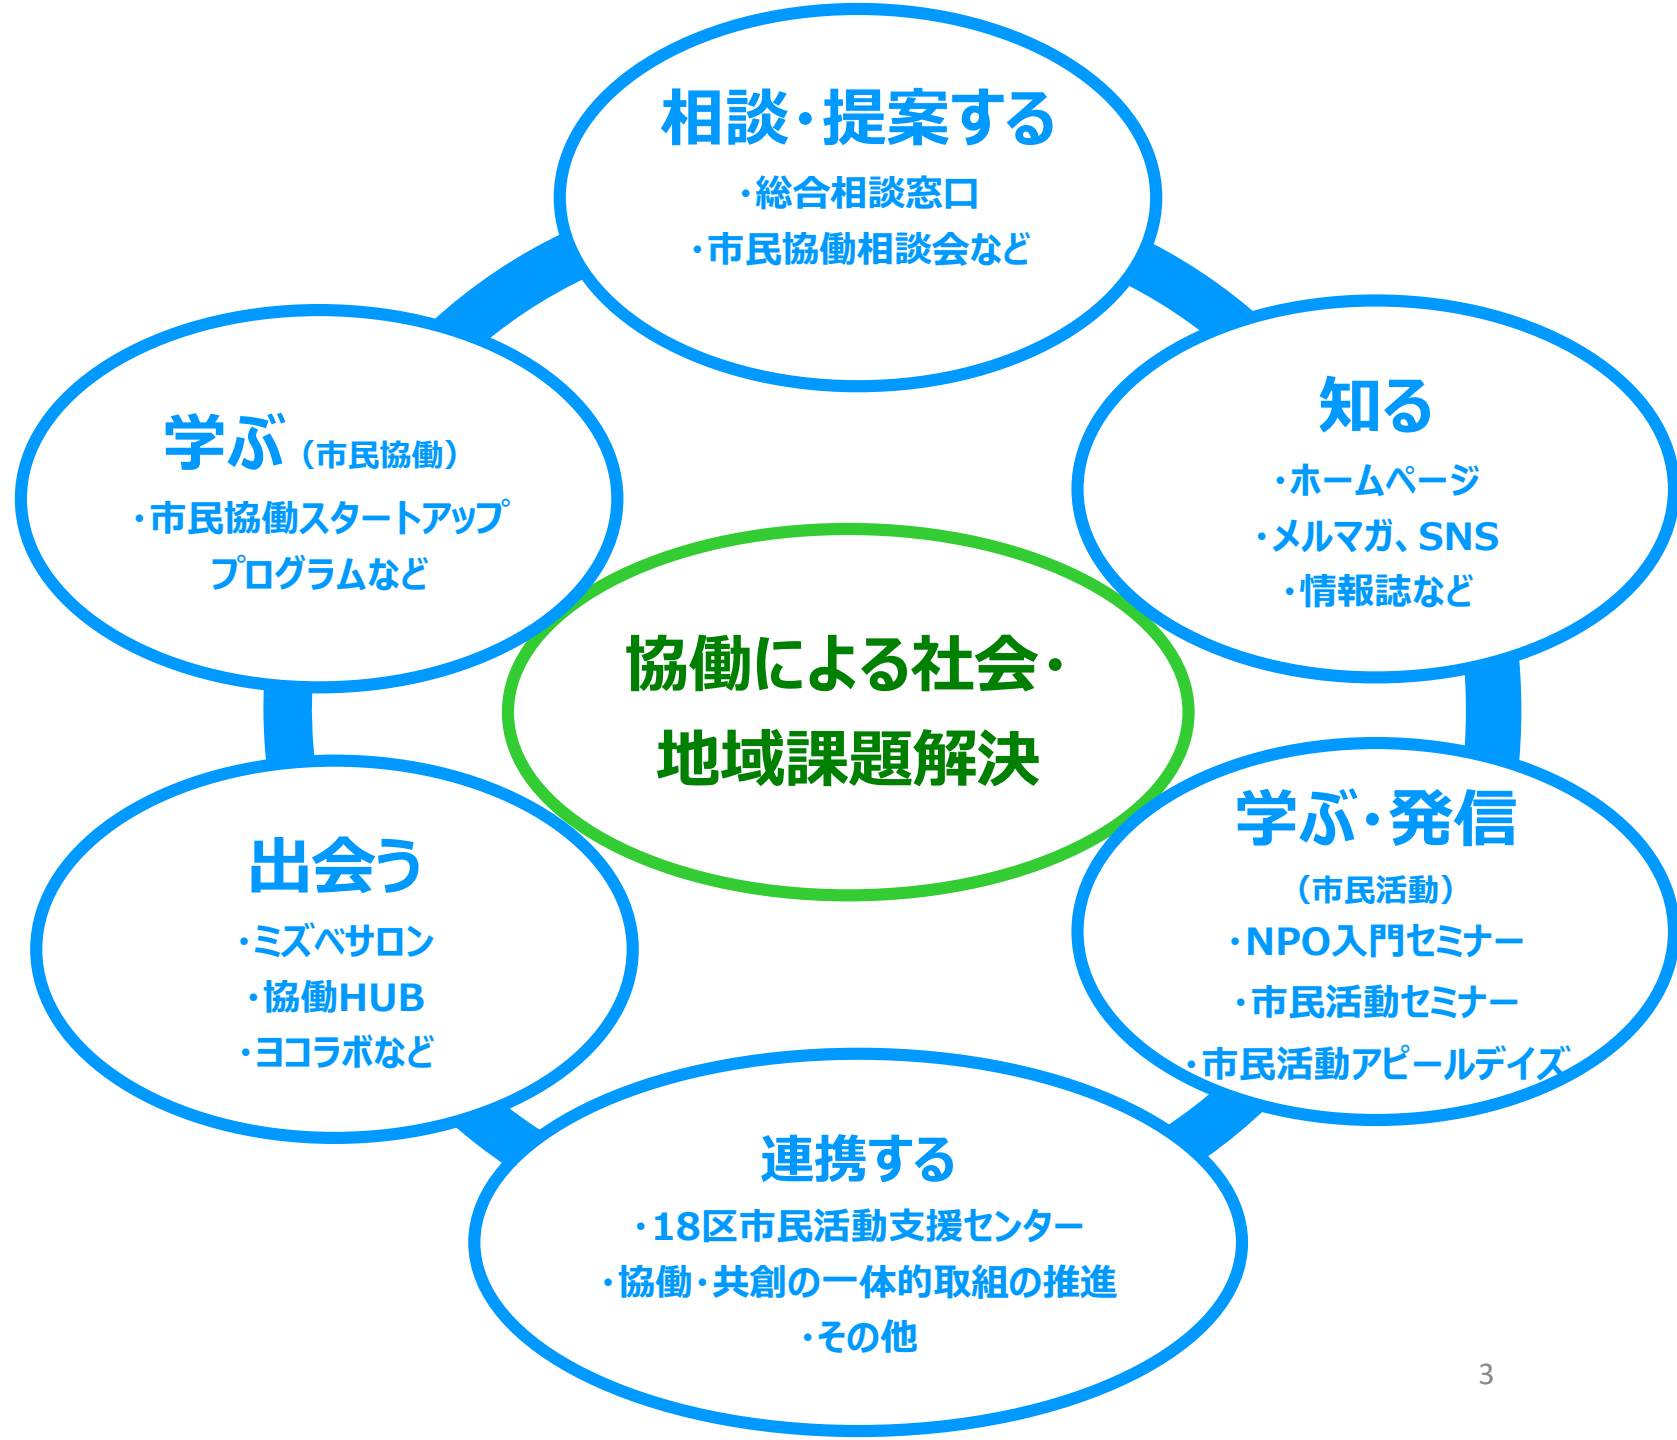 相談・提案する
・総合相談窓口
・市民協働相談会など
知る
・ホームページ
・メルマガ、SNS
・情報誌など
学ぶ・発信
（市民活動）
・NPO入門セミナー
・市民活動セミナー
・市民活動アピールデイズ
連携する
・18区市民活動支援センター
・協働・共創の一体的取組の推進
・その他
出会う
・ミズベサロン
・協働HUB
・ヨコラボなど
学ぶ（市民協働）
・市民協働スタートアップ
プログラムなど
協働による社会・
地域課題解決
3